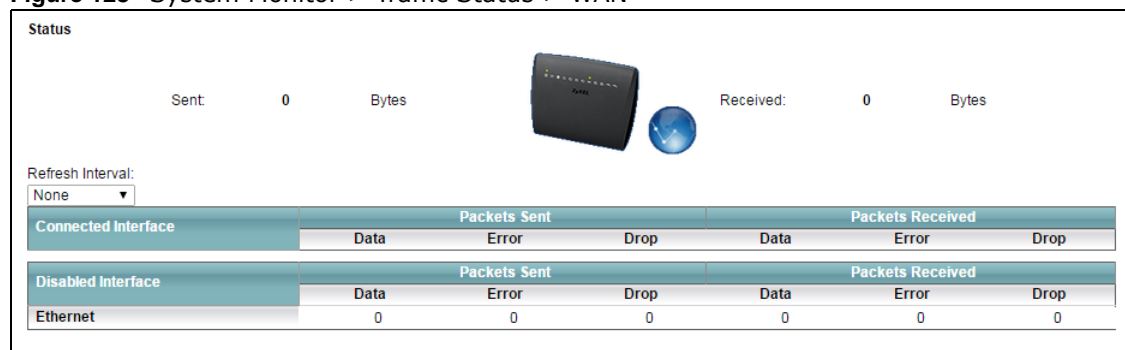 Status
Sent: 0 Bytes
ZyXEL
Received: 0 Bytes
Refresh Interval:
None
Connected Interface Packets Sent Packets Received
Data Error Drop Data Error Drop
Disabled Interface Packets Sent Packets Received
Data Error Drop Data Error Drop
Ethernet 0 0 0 0 0 0